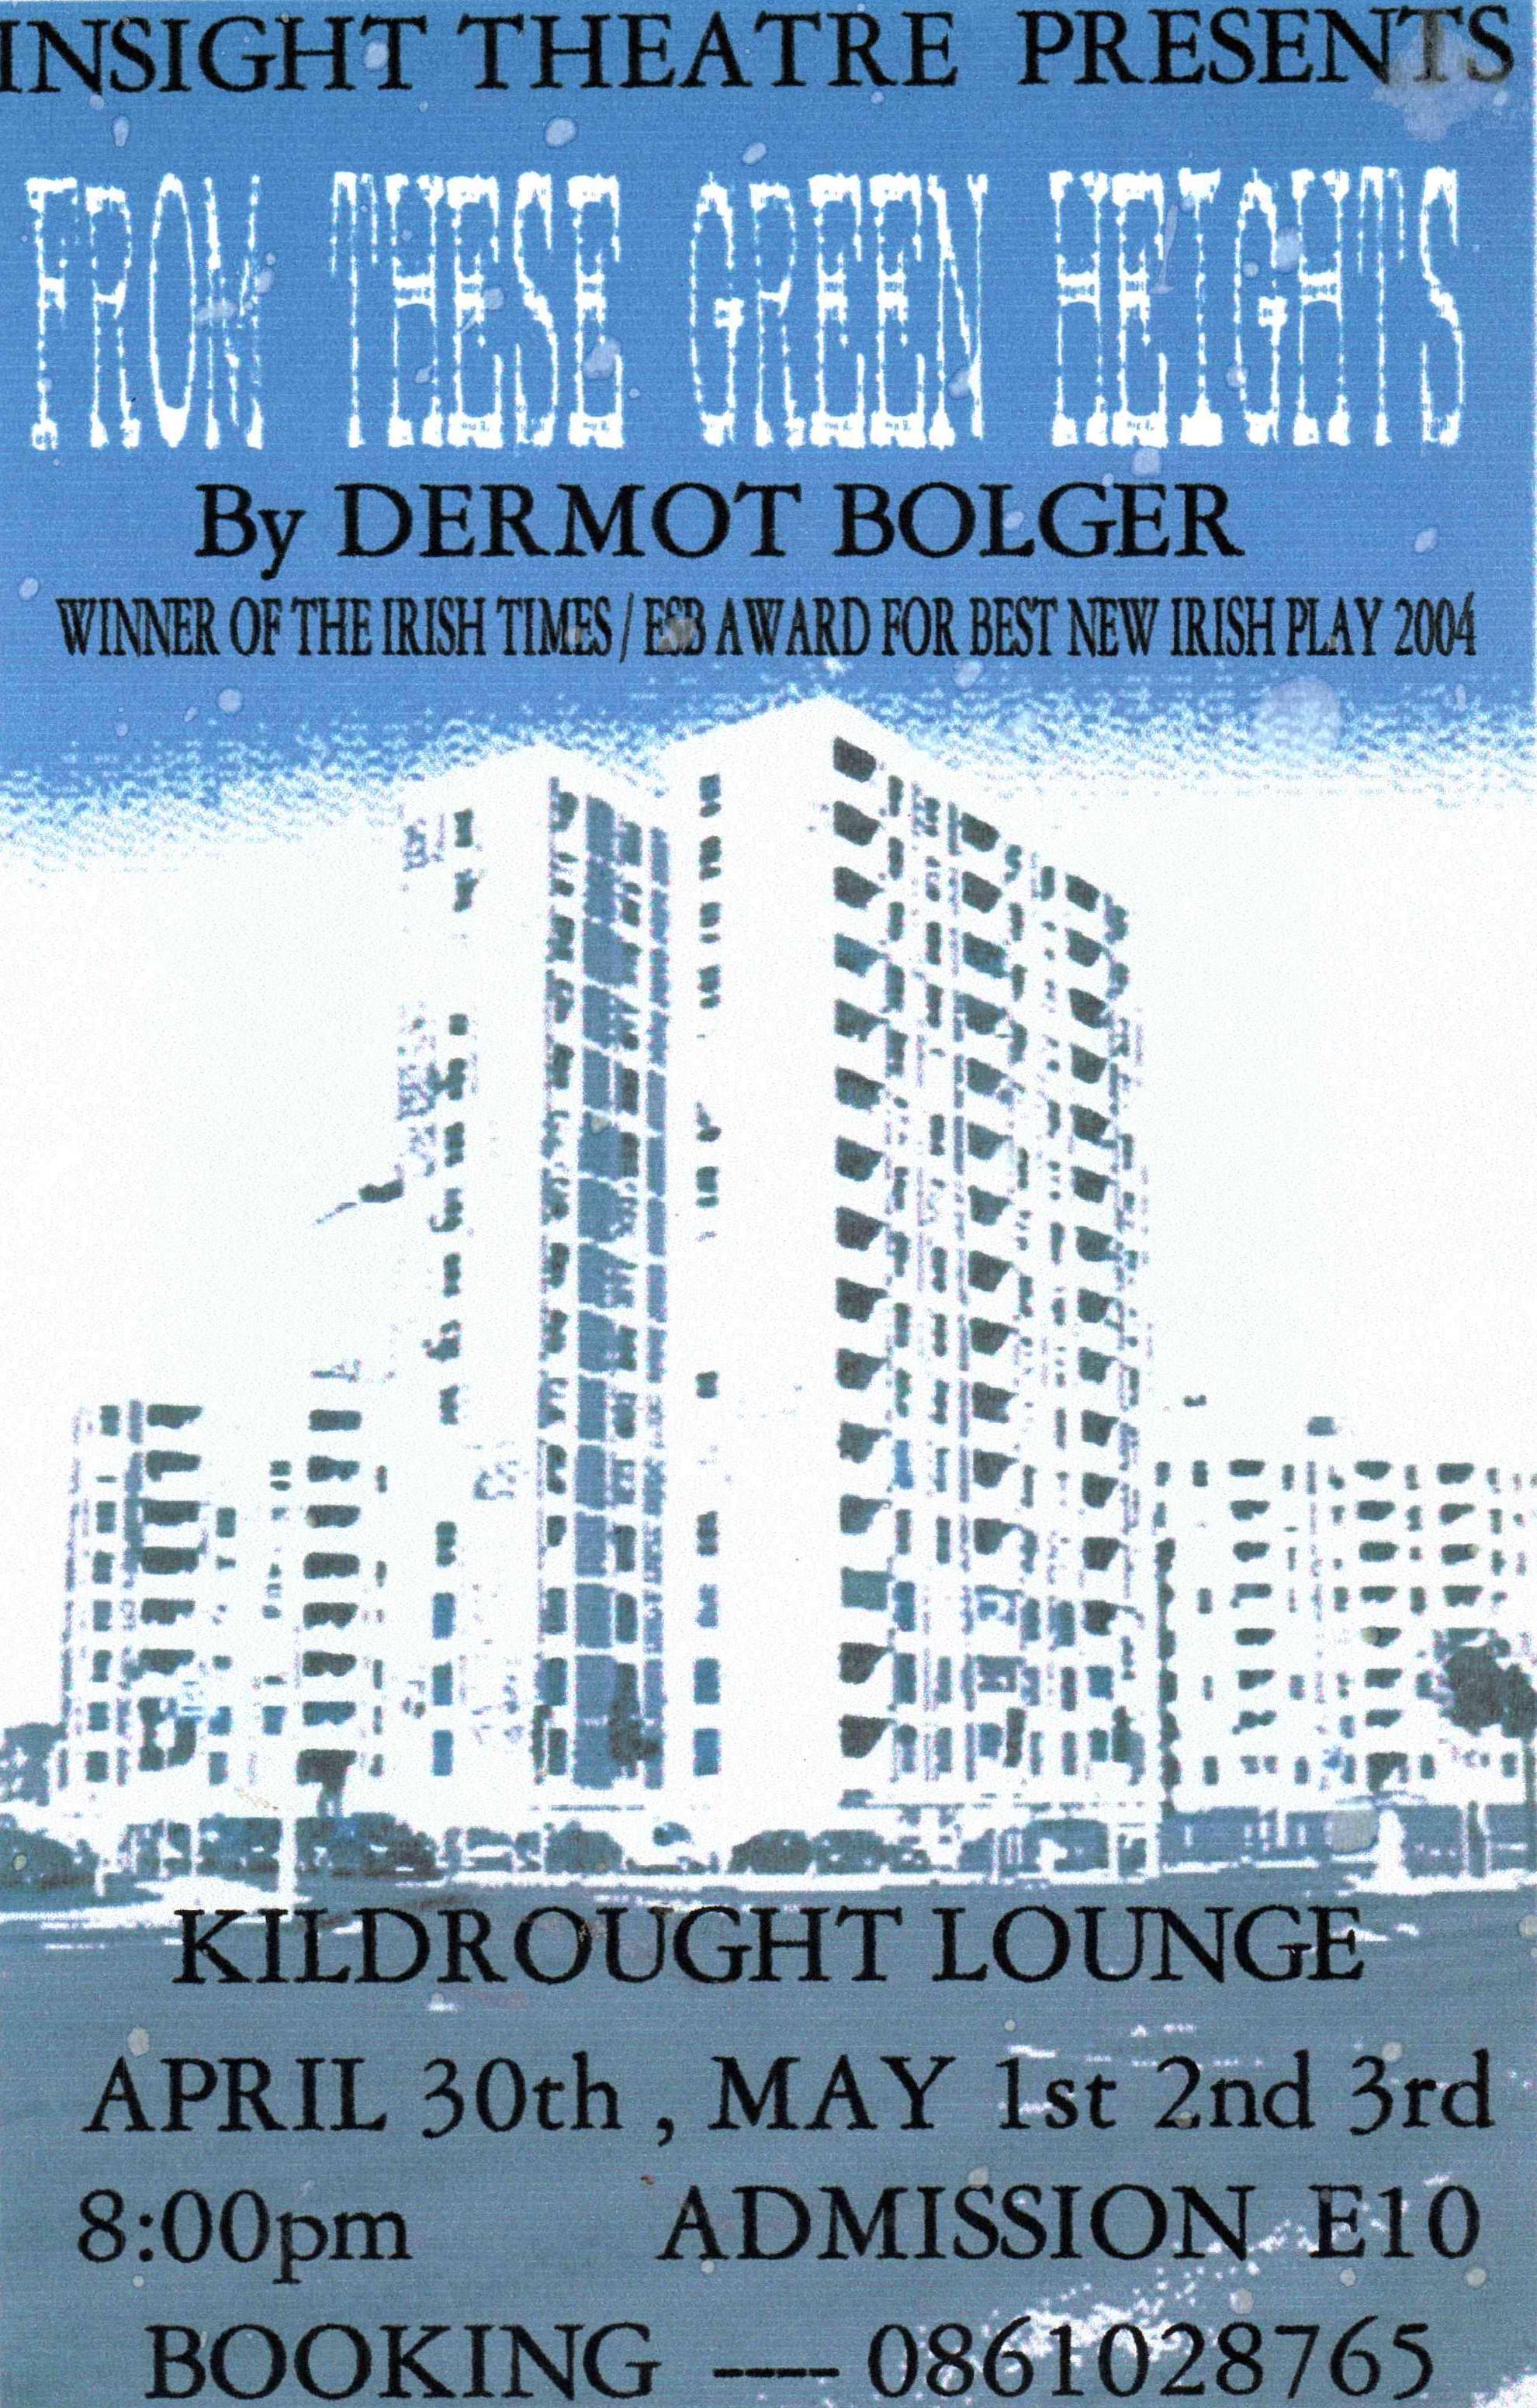 INSIGHT THEATRE PRESENTS
FROM THESE GREEN HEIGHTS
By DERMOT BOLGER
WINNER OF THE IRISH TIMES / ESB AWARD FOR BEST NEW IRISH PLAY 2004
KILDROUGHT LOUNGE
APRIL 30th , MAY 1st 2nd 3rd
8:00pm ADMISSION E10
BOOKING ---- 0861028765